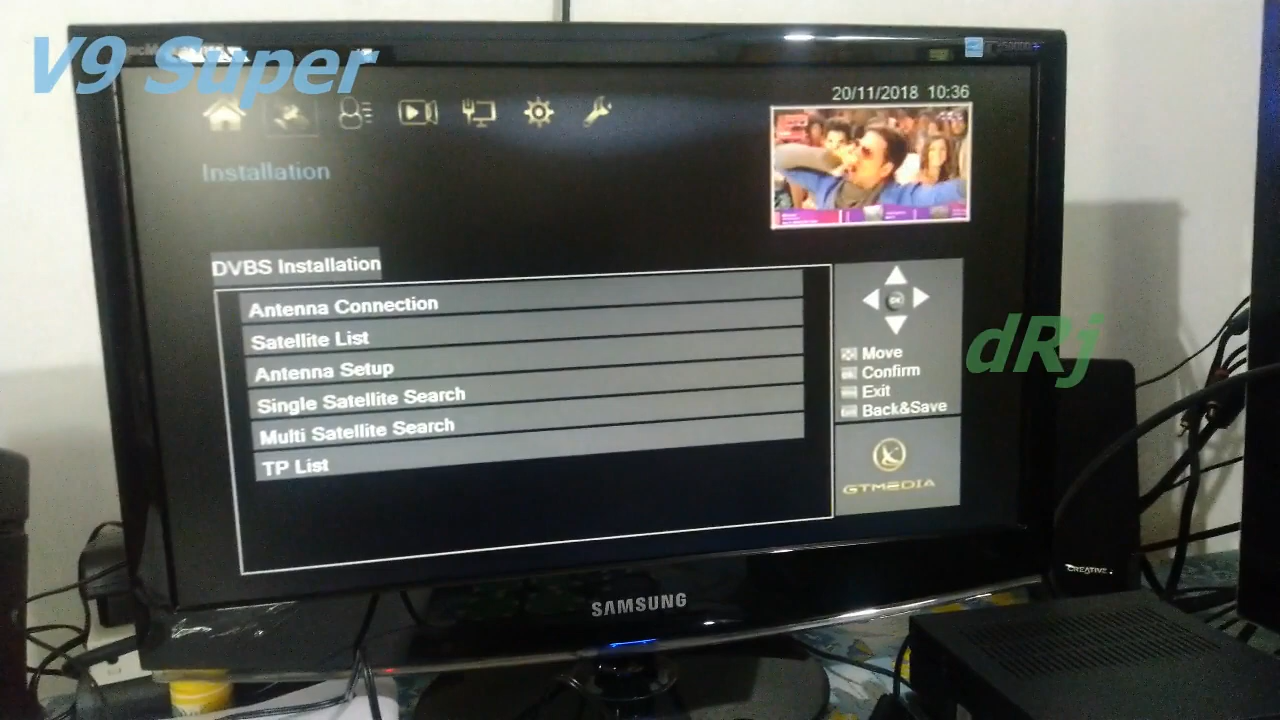 V9 Super
20/11/2018 10:36
Installation
DVBS Installation
Antenna Connection
Satellite List
Antenna Setup
Single Satellite Search
Multi Satellite Search
TP List
OK
Move
Confirm
Exit
Back&Save
GTMEDIA
dRj
SAMSUNG
CREATIVE